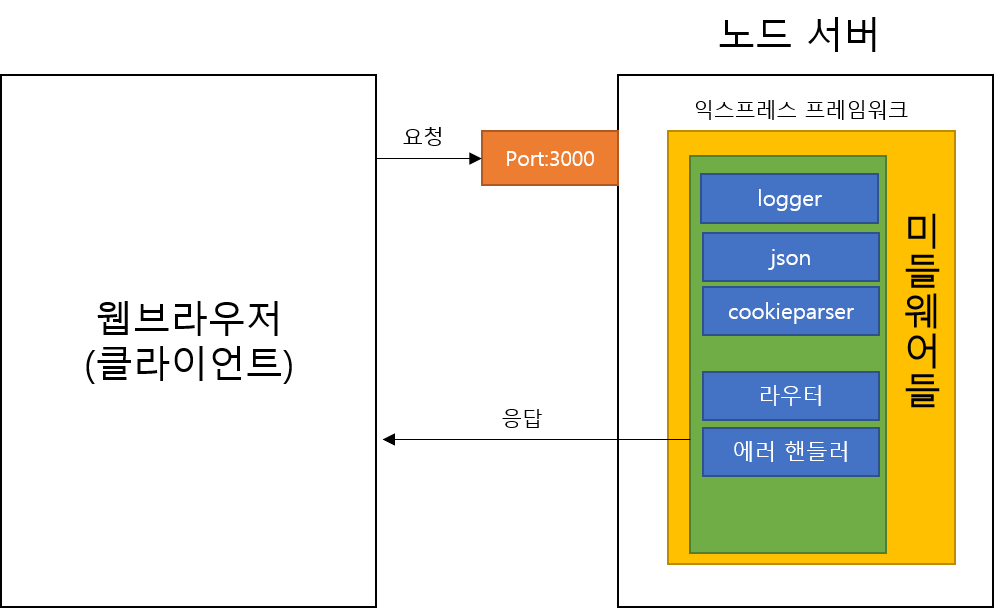 노드 서버
익스프레스 프레임워크
요청
Port:3000
logger
json
cookieparser
라우터
에러 핸들러
미들웨어들
웹브라우저
(클라이언트)
응답